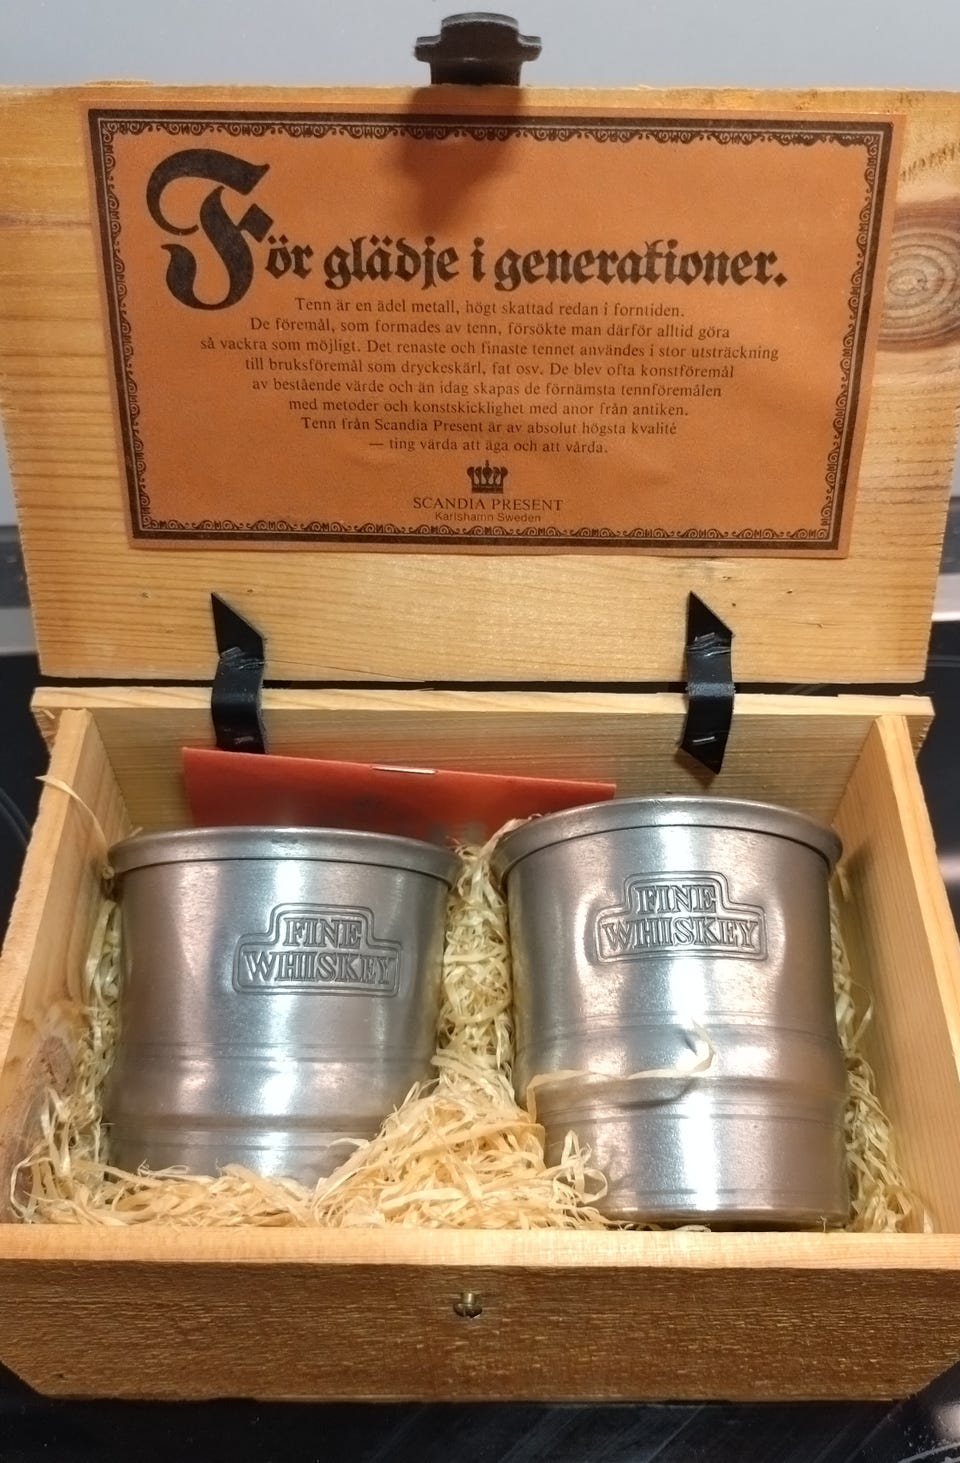 För glädje i generationer.
Tenn är en ädel metall, högt skattad redan i forntiden.
De föremål, som formades av tenn, försökte man därför alltid göra
så vackra som möjligt. Det renaste och finaste tennet användes i stor utsträckning
till bruksföremål som dryckeskärl, fat osv. De blev ofta konstföremål
av bestående värde och än idag skapas de förnämsta tennföremålen
med metoder och konstskicklighet med anor från antiken.
Tenn från Scandia Present är av absolut högsta kvalité
— ting värda att äga och att vårda.
SCANDIA PRESENT
Karlshamn Sweden
FINE
WHISKEY
FINE
WHISKEY